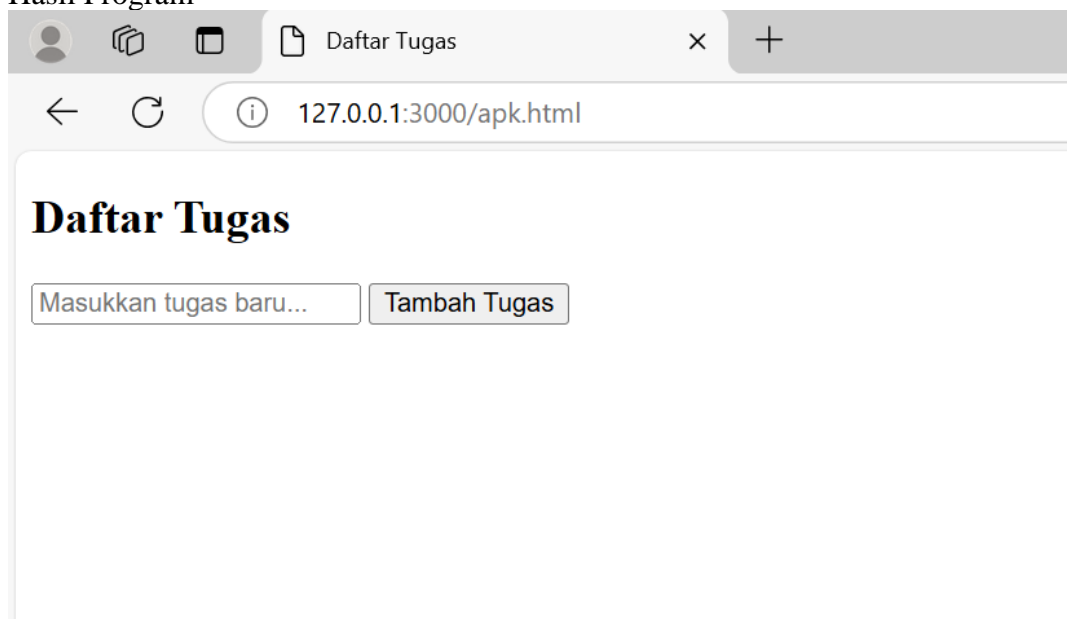 Hasil Program
Daftar Tugas
127.0.0.1:3000/apk.html
Daftar Tugas
Masukkan tugas baru... Tambah Tugas